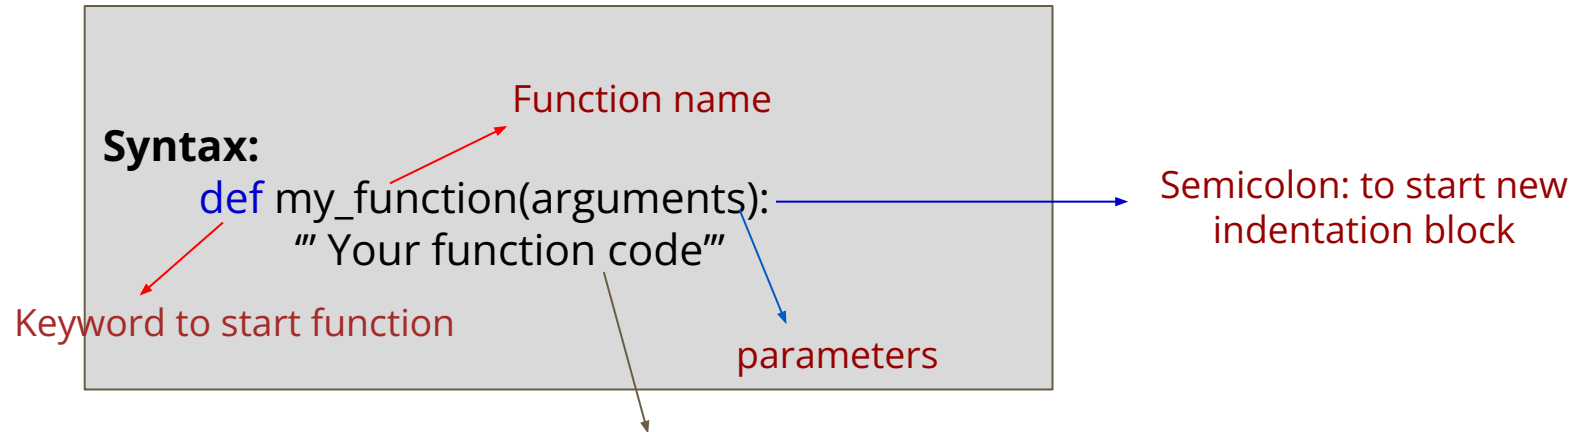 Function name
Syntax:
def my_function(arguments):
‘’’ Your function code’’’
Keyword to start function
parameters
Semicolon: to start new
indentation block